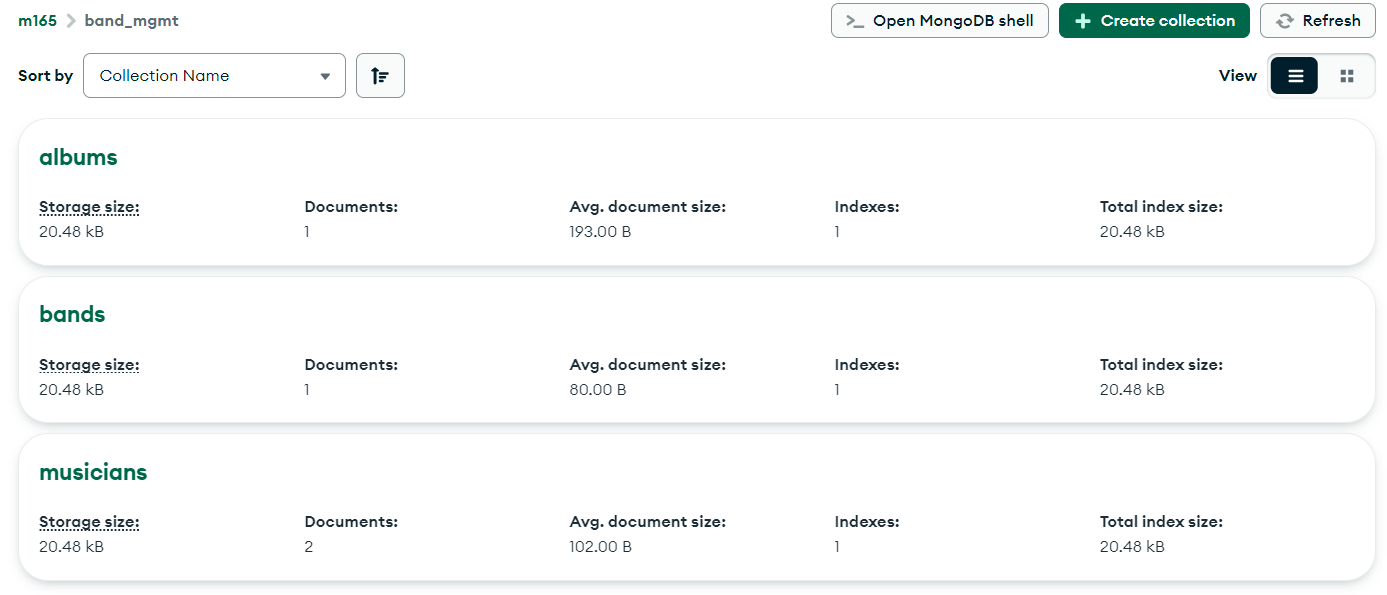 m165 > band_mgmt
>_ Open MongoDB shell
+ Create collection
Refresh
Sort by
Collection Name
View
albums
Storage size: Documents: Avg. document size: Indexes: Total index size:
20.48 kB 1 193.00 B 1 20.48 kB
bands
Storage size: Documents: Avg. document size: Indexes: Total index size:
20.48 kB 1 80.00 B 1 20.48 kB
musicians
Storage size: Documents: Avg. document size: Indexes: Total index size:
20.48 kB 2 102.00 B 1 20.48 kB